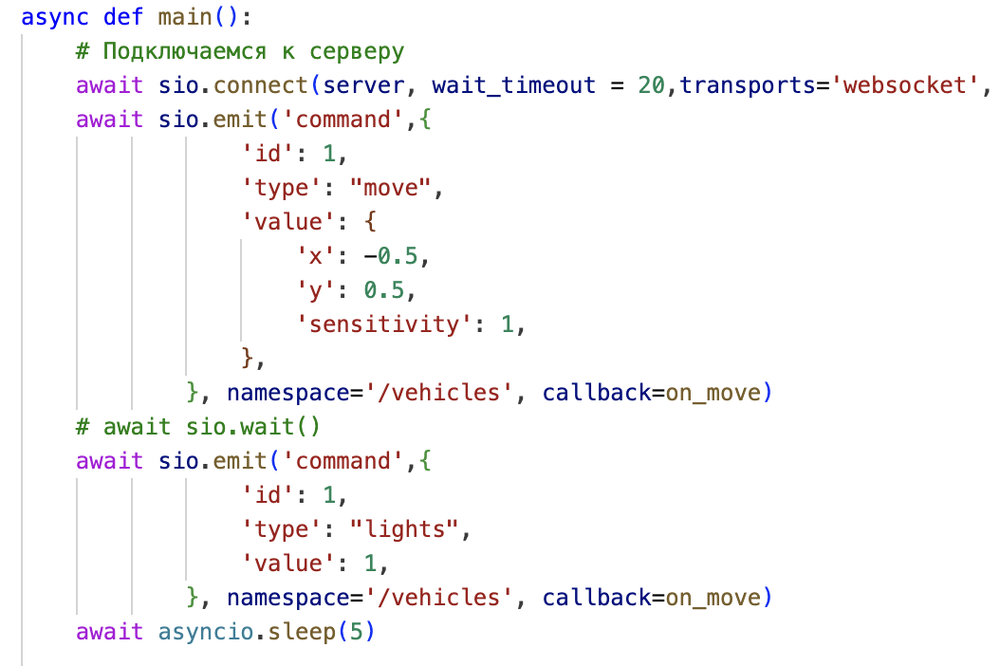 async def main():
# Подключаемся к серверу
await sio.connect(server, wait_timeout = 20,transports='websocket',
await sio.emit('command',{
'id': 1,
'type': "move",
'value': {
'x': -0.5,
'y': 0.5,
'sensitivity': 1,
},
}, namespace='/vehicles', callback=on_move)
# await sio.wait()
await sio.emit('command',{
'id': 1,
'type': "lights",
'value': 1,
}, namespace='/vehicles', callback=on_move)
await asyncio.sleep(5)